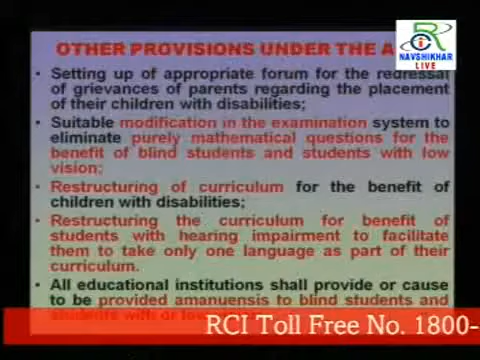 NAVSHIKHAR
LIVE
OTHER PROVISIONS UNDER THE
• Setting up of appropriate forum for the redressal
of grievances of parents regarding the placement
of their children with disabilities;
• Suitable modification in the examination system to
eliminate purely mathematical questions for the
benefit of blind students and students with low
vision;
• Restructuring of curriculum for the benefit of
children with disabilities;
• Restructuring the curriculum for benefit of
students with hearing impairment to facilitate
them to take only one language as part of their
curriculum.
• All educational institutions shall provide or cause
to be provided amanuensis to blind students and
RCI Toll Free No. 1800-